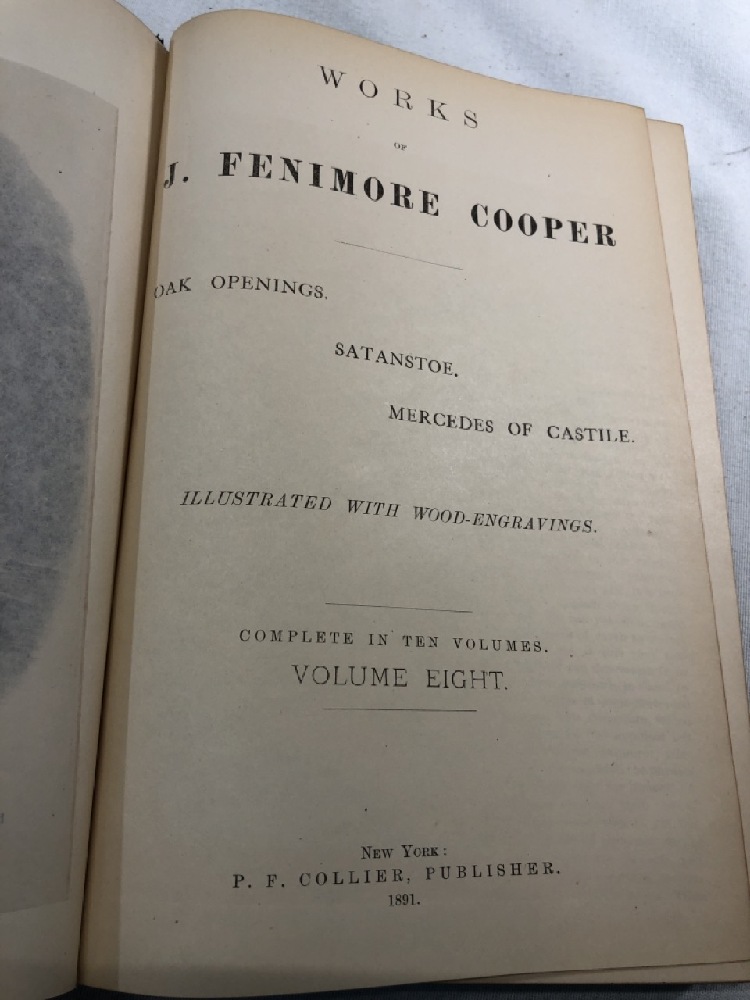 WORKS
OF
J. FENIMORE COOPER
OAK OPENINGS.
SATANSTOE.
MERCEDES OF CASTILE.
ILLUSTRATED WITH WOOD-ENGRAVINGS.
COMPLETE IN TEN VOLUMES.
VOLUME EIGHT.
NEW YORK:
P. F. COLLIER, PUBLISHER.
1891.